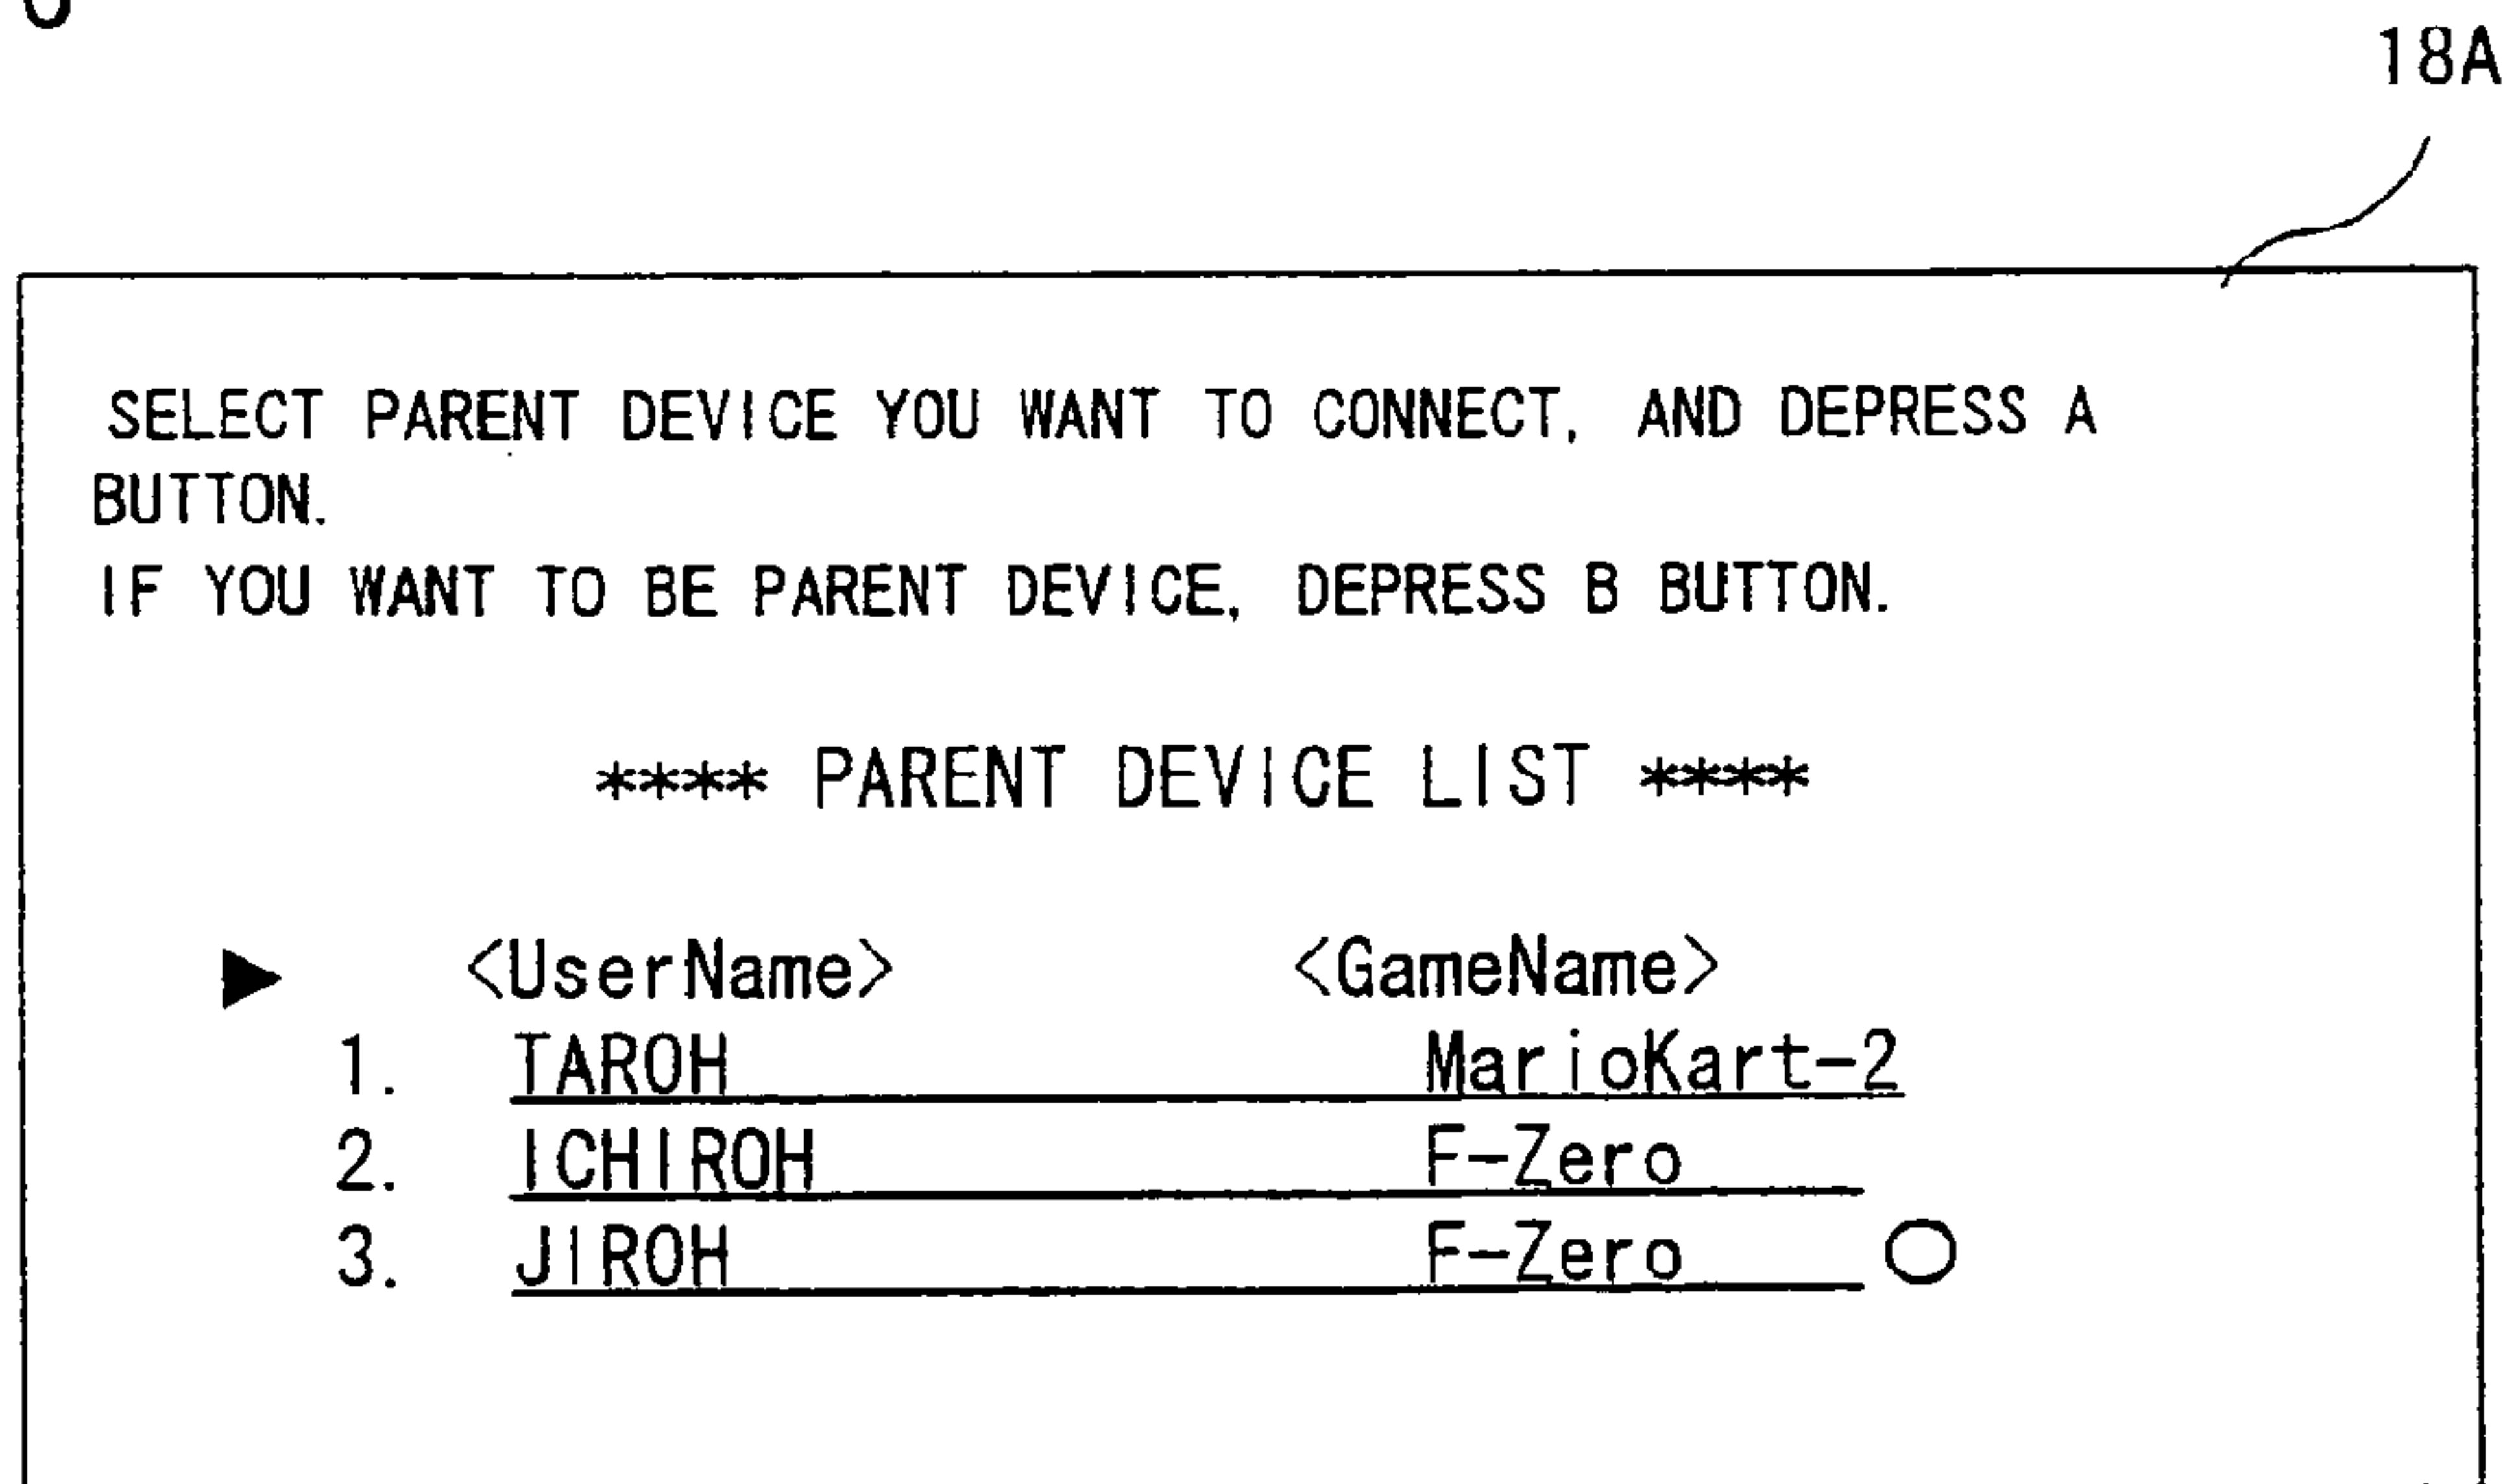 18A
SELECT PARENT DEVICE YOU WANT TO CONNECT, AND DEPRESS A
BUTTON.
IF YOU WANT TO BE PARENT DEVICE, DEPRESS B BUTTON.
**** PARENT DEVICE LIST ****
▶ <UserName> <GameName>
1. TAROH MarioKart-2
2. ICHIROH F-Zero
3. JIROH F-Zero ○